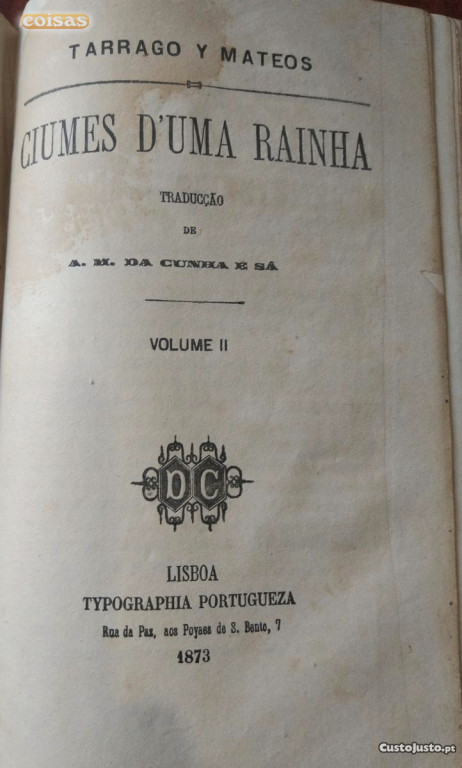 coisas
TARRAGO Y MATEOS
CIUMES D'UMA RAINHA
TRADUCÇÃO
DE
A. M. DA CUNHA E SÁ
VOLUME II
DC
LISBOA
TYPOGRAPHIA PORTUGUEZA
Rua da Paz, aos Poyaes de S. Bento, 7
1873
CustoJusto.pt